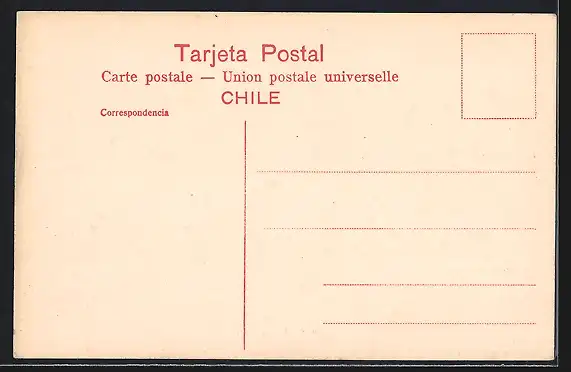 Tarjeta Postal
Carte postale — Union postale universelle
CHILE
Correspondencia